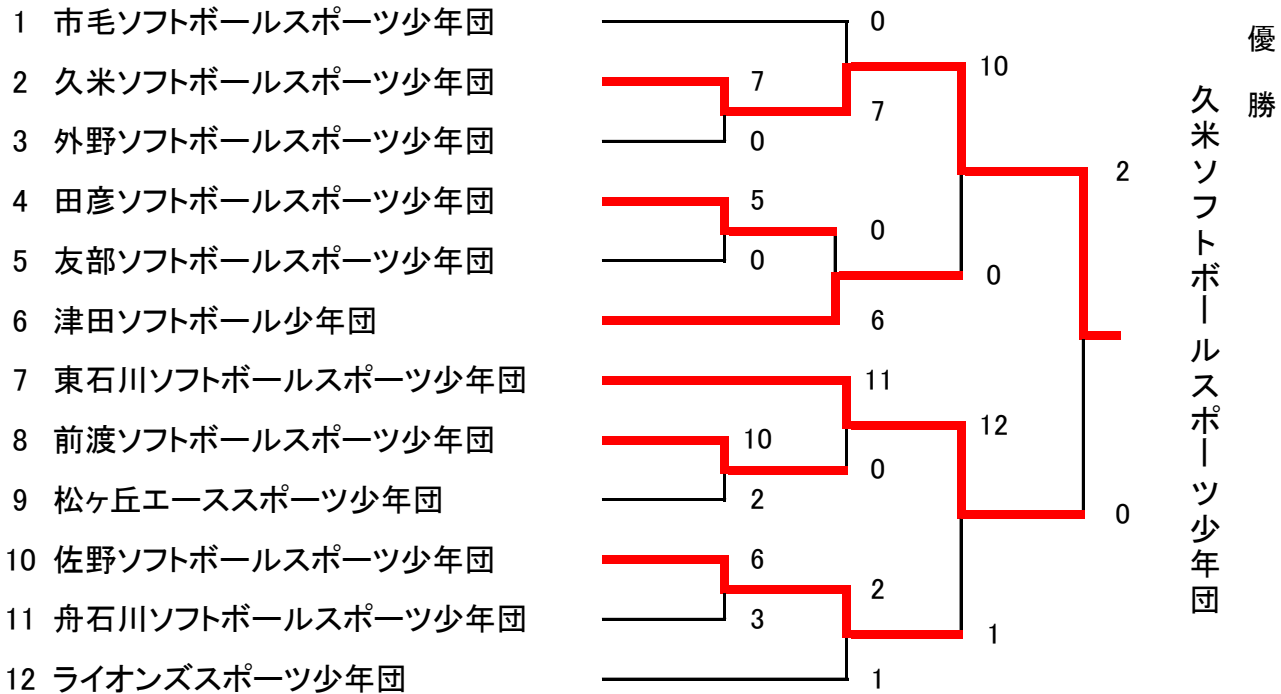 1 市毛ソフトボールスポーツ少年団
2 久米ソフトボールスポーツ少年団
3 外野ソフトボールスポーツ少年団
4 田彦ソフトボールスポーツ少年団
5 友部ソフトボールスポーツ少年団
6 津田ソフトボール少年団
7 東石川ソフトボールスポーツ少年団
8 前渡ソフトボールスポーツ少年団
9 松ヶ丘エーススポーツ少年団
10 佐野ソフトボールスポーツ少年団
11 舟石川ソフトボールスポーツ少年団
12 ライオンズスポーツ少年団
7
0
5
0
10
2
6
3
0
7
0
6
11
0
2
1
10
0
12
1
2
0
優勝
久米ソフトボールスポーツ少年団